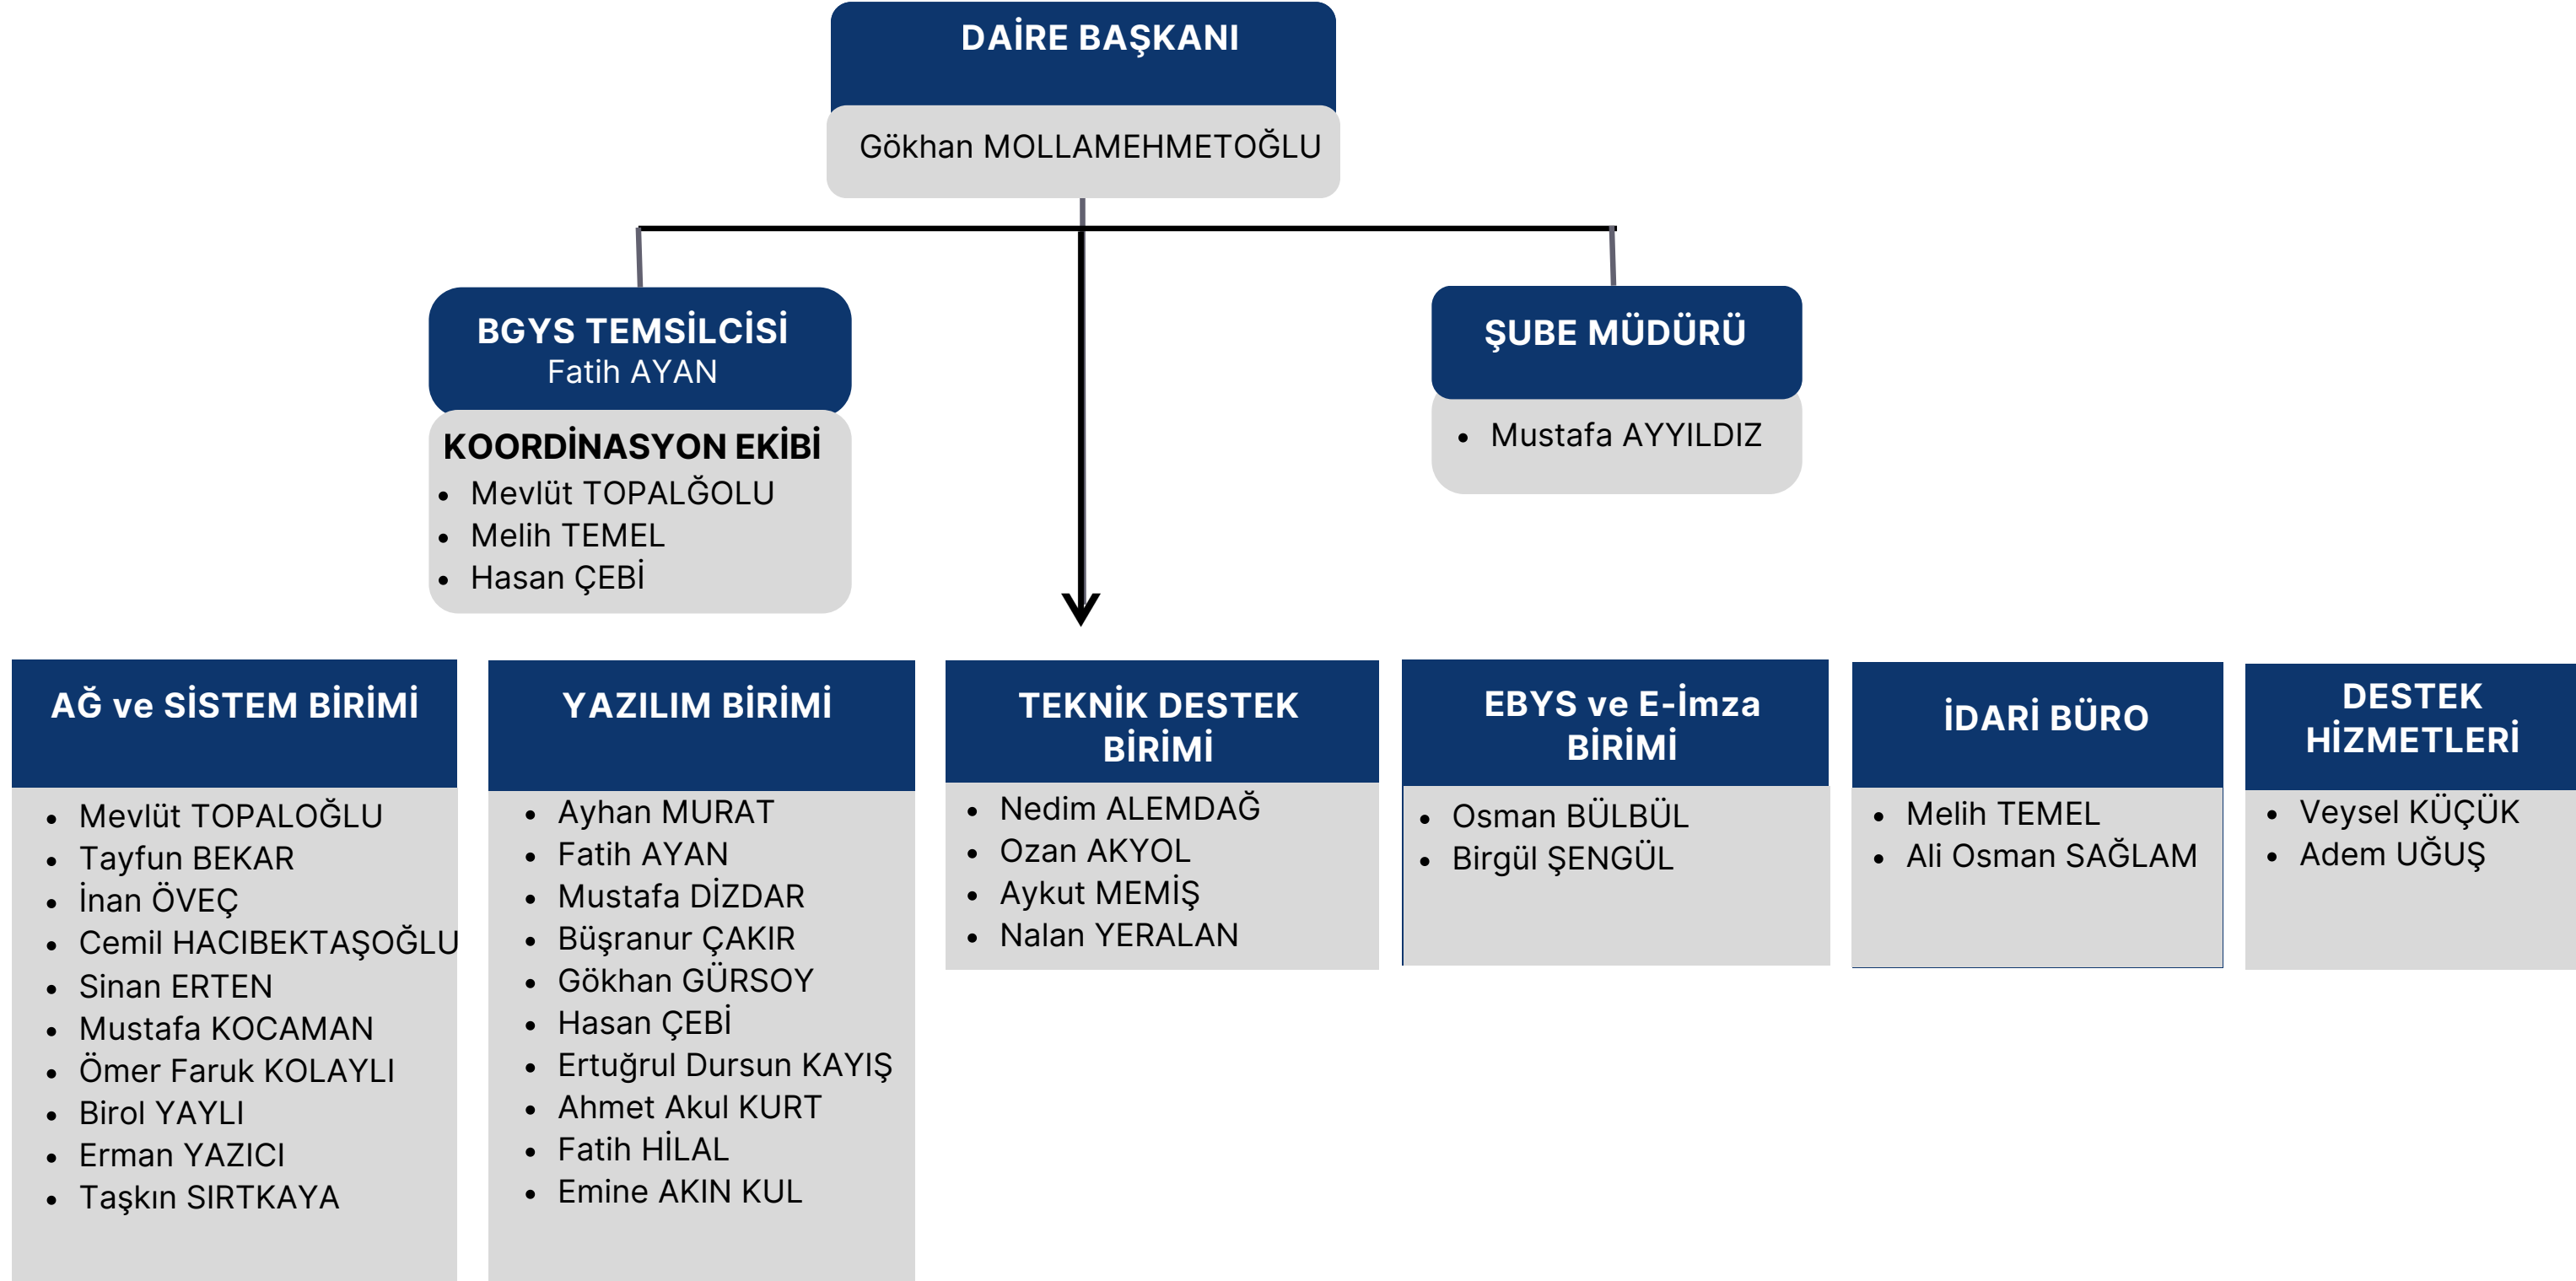 DAİRE BAŞKANI
Gökhan MOLLAMEHMETOĞLU
BGYS TEMSİLCİSİ
Fatih AYAN
KOORDİNASYON EKİBİ
• Mevlüt TOPALĞOLU
• Melih TEMEL
• Hasan ÇEBİ
ŞUBE MÜDÜRÜ
• Mustafa AYYILDIZ
AĞ ve SİSTEM BİRİMİ
• Mevlüt TOPALOĞLU
• Tayfun BEKAR
• İnan ÖVEÇ
• Cemil HACIBEKTAŞOĞLU
• Sinan ERTEN
• Mustafa KOCAMAN
• Ömer Faruk KOLAYLI
• Birol YAYLI
• Erman YAZICI
• Taşkın SIRTKAYA
YAZILIM BİRİMİ
• Ayhan MURAT
• Fatih AYAN
• Mustafa DİZDAR
• Büşranur ÇAKIR
• Gökhan GÜRSOY
• Hasan ÇEBİ
• Ertuğrul Dursun KAYIŞ
• Ahmet Akul KURT
• Fatih HİLAL
• Emine AKIN KUL
TEKNİK DESTEK
BİRİMİ
• Nedim ALEMDAĞ
• Ozan AKYOL
• Aykut MEMİŞ
• Nalan YERALAN
EBYS ve E-İmza
BİRİMİ
• Osman BÜLBÜL
• Birgül ŞENGÜL
İDARİ BÜRO
• Melih TEMEL
• Ali Osman SAĞLAM
DESTEK
HİZMETLERİ
• Veysel KÜÇÜK
• Adem UĞUŞ